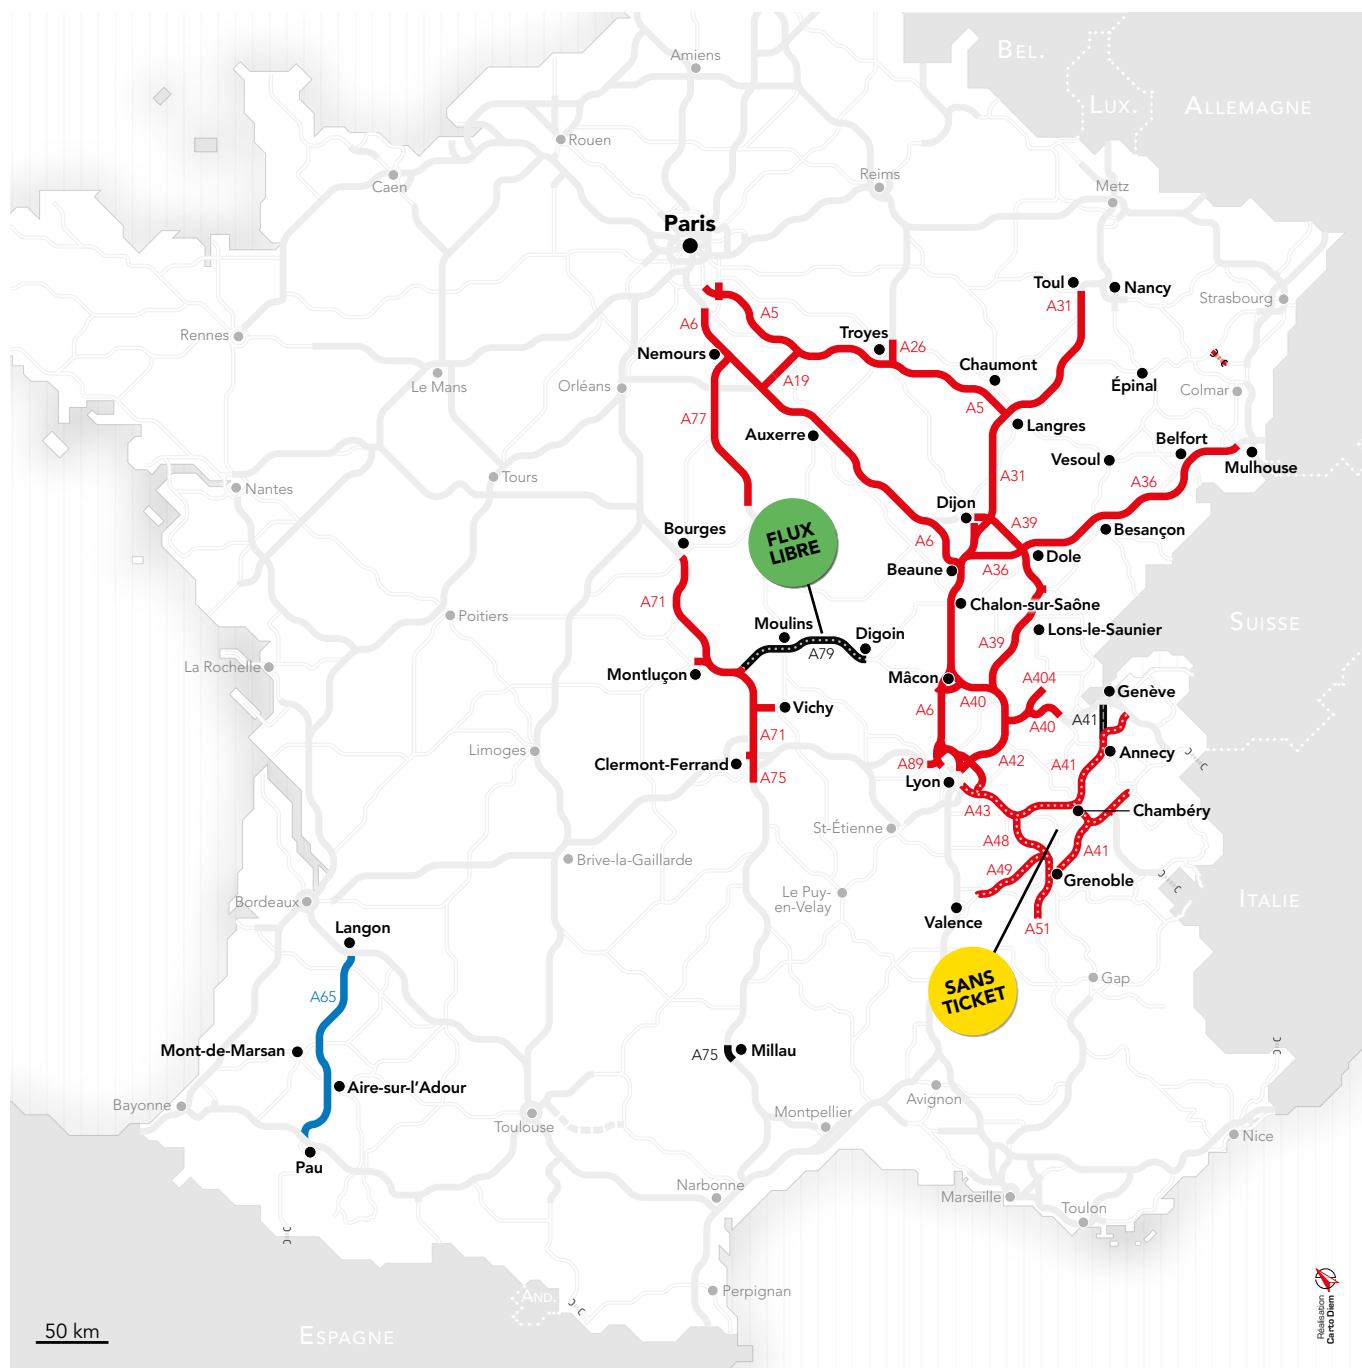 BEL.
Amiens
LUX.
ALLEMAGNE
Rouen
Reims
Caen
Metz
Paris
Toul
Nancy
A31
Strasbourg
A5
A6
Rennes
Troyes
A26
Nemours
Chaumont
Épinal
Le Mans
Orléans
A19
Colmar
A5
A77
Langres
Auxerre
Belfort
Vesoul
Mulhouse
Tours
A31
A36
Nantes
Dijon
Bourges
FLUX
LIBRE
A39
Besançon
A6
Dole
Beaune
A36
A71
Chalon-sur-Saône
Poitiers
Moulins
Digoin
Lons-le-Saunier
SUISSE
A79
A39
La Rochelle
Montluçon
Mâcon
A404
Genève
A40
Vichy
A6
A41
A40
A71
Limoges
Annecy
Clermont-Ferrand
A89
A42
A41
A75
Lyon
A43
Chambéry
St-Étienne
A48
A41
Brive-la-Gaillarde
A49
Grenoble
Le Puy-
en-Velay
Bordeaux
ITALIE
Valence
Langon
A51
SANS
TICKET
Gap
A65
Mont-de-Marsan
A75
Millau
Aire-sur-l'Adour
Bayonne
Avignon
Montpellier
Toulouse
Nice
Pau
Narbonne
Marseille
Toulon
Perpignan
AND.
50 km
ESPAGNE
Réalisation
Carto Diem